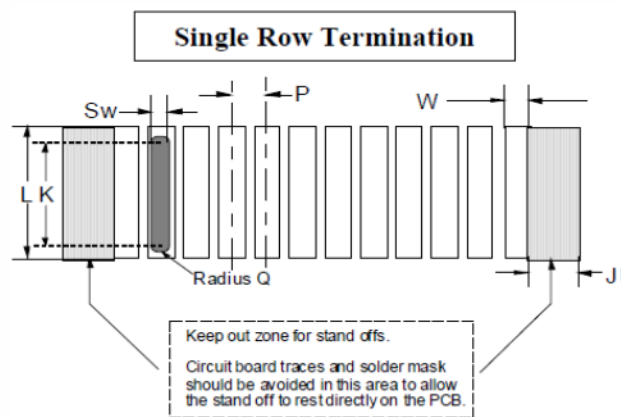 Single Row Termination
Sw
P
W
L
K
J
Radius Q
Keep out zone for stand offs.
Circuit board traces and solder mask
should be avoided in this area to allow
the stand off to rest directly on the PCB.